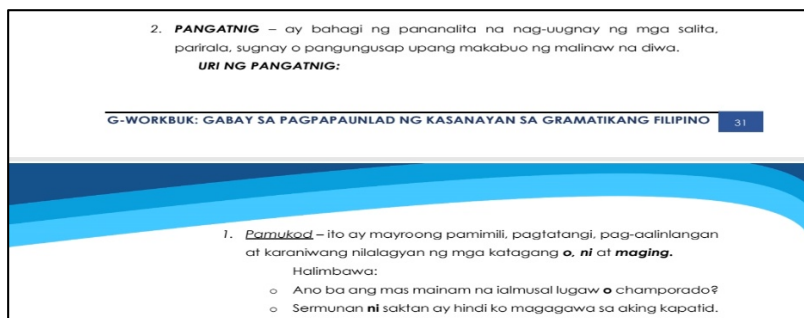 2. PANGATNIG – ay bahagi ng pananalita na nag-uugnay ng mga salita,
parirala, sugnay o pangungusap upang makabuo ng malinaw na diwa.
URI NG PANGATNIG:
G-WORKBUK: GABAY SA PAGPAPAUNLAD NG KASANAYAN SA GRAMATIKANG FILIPINO 31
1. Pamukod – ito ay mayroong pamimili, pagtatangi, pag-aalinlangan
at karaniwang nilalagyan ng mga katagang o, ni at maging.
Halimbawa:
o Ano ba ang mas mainam na ialmusal lugaw o champorado?
o Sermunan ni saktan ay hindi ko magagawa sa aking kapatid.